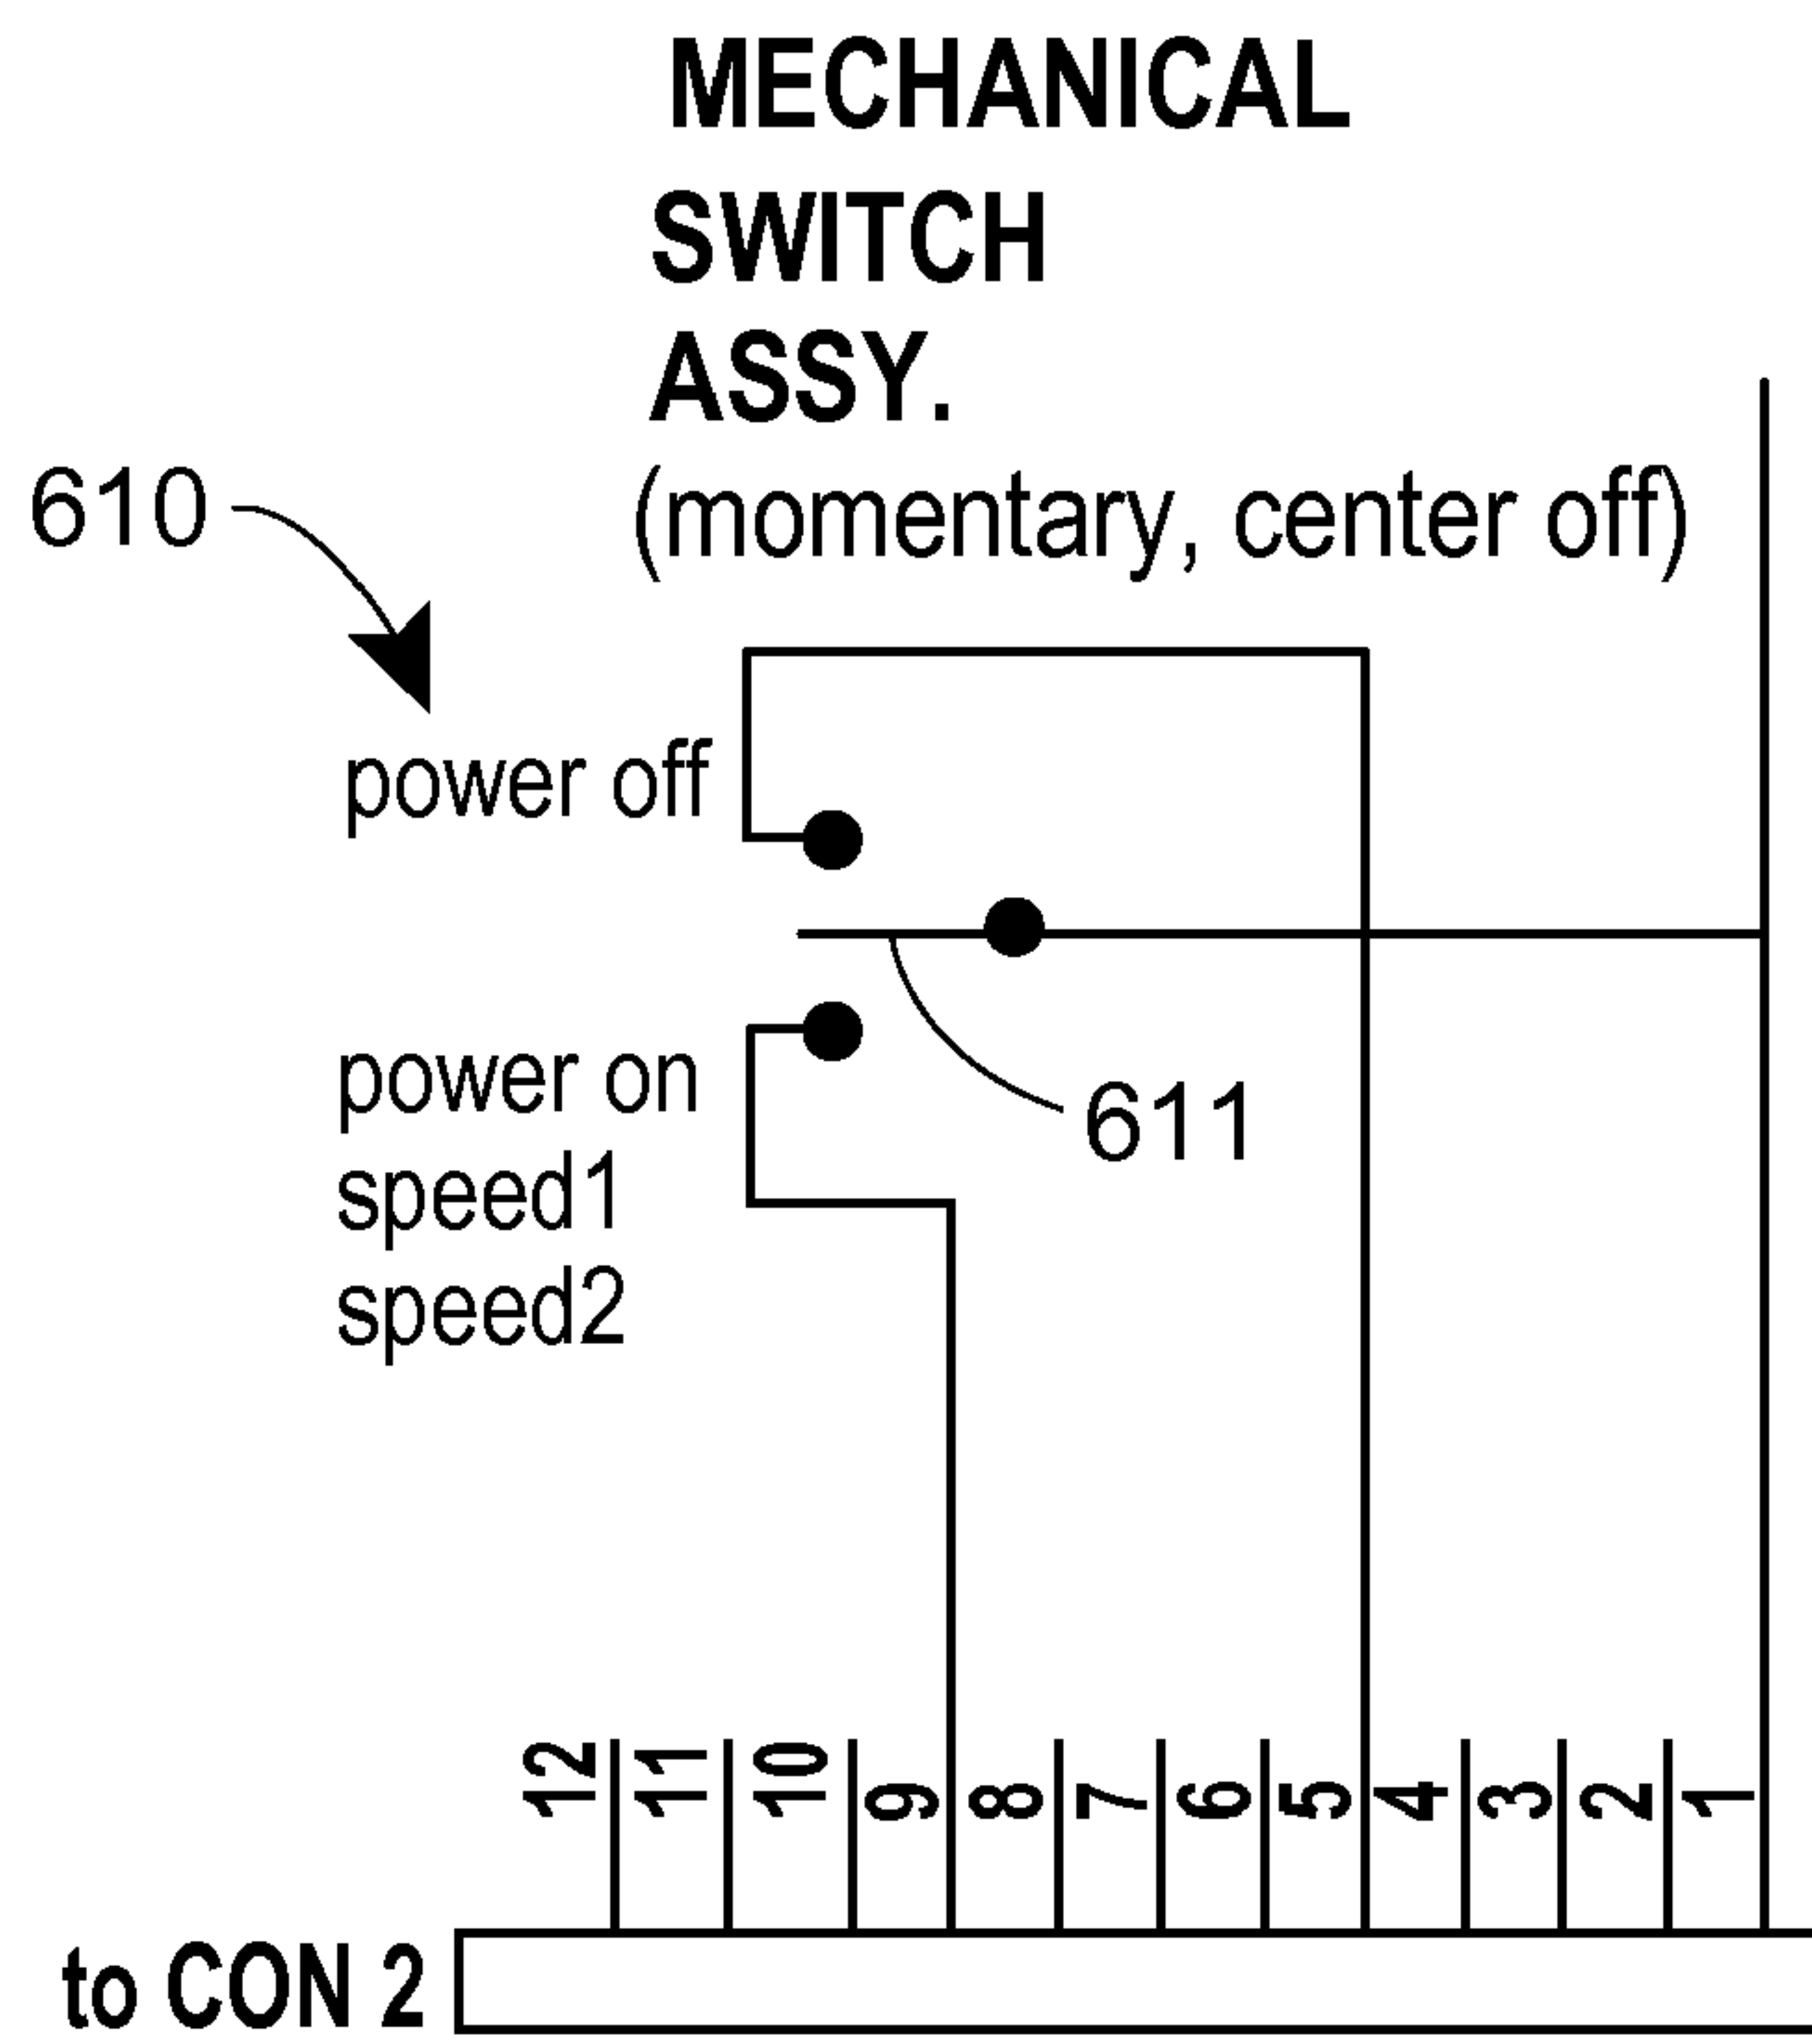 MECHANICAL
SWITCH
ASSY.
(momentary, center off)
610
power off
power on
611
speed1
speed2
12 11 10 9 8 7 6 5 4 3 2 1
to CON 2